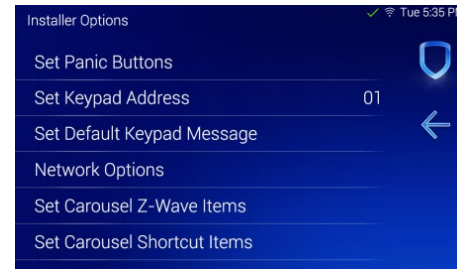 Installer Options
Tue 5:35 P
Set Panic Buttons
Set Keypad Address 01
Set Default Keypad Message
Network Options
Set Carousel Z-Wave Items
Set Carousel Shortcut Items